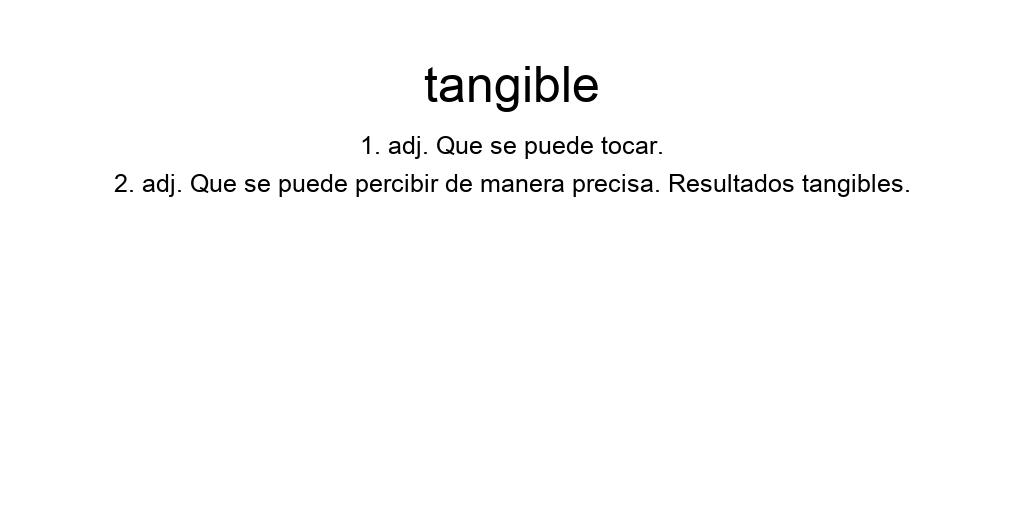 tangible
1. adj. Que se puede tocar.
2. adj. Que se puede percibir de manera precisa. Resultados tangibles.